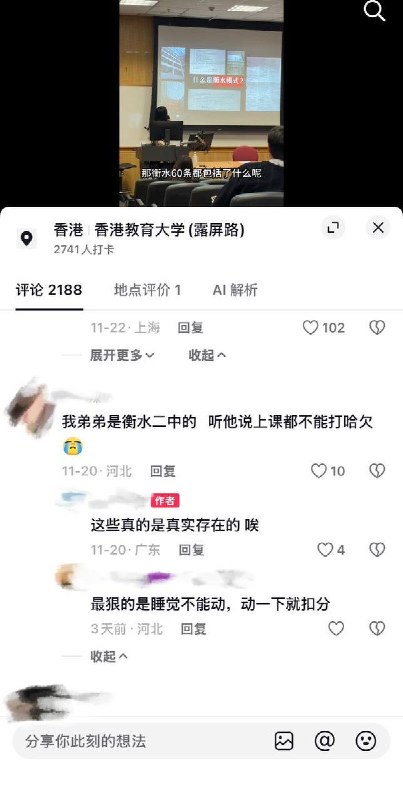 什么是衡水模式？
那衡水60条都包括了什么呢
香港 香港教育大学 (露屏路)
2741人打卡
评论 2188 地点评价 1 AI 解析
11-22 · 上海 回复 102
展开更多 收起
我弟弟是衡水二中的 听他说上课都不能打哈欠
😭
11-20 · 河北 回复 10
作者
这些真的是真实存在的 唉
11-20 · 广东 回复 4
最狠的是睡觉不能动，动一下就扣分
3天前 · 河北 回复
收起
分享你此刻的想法